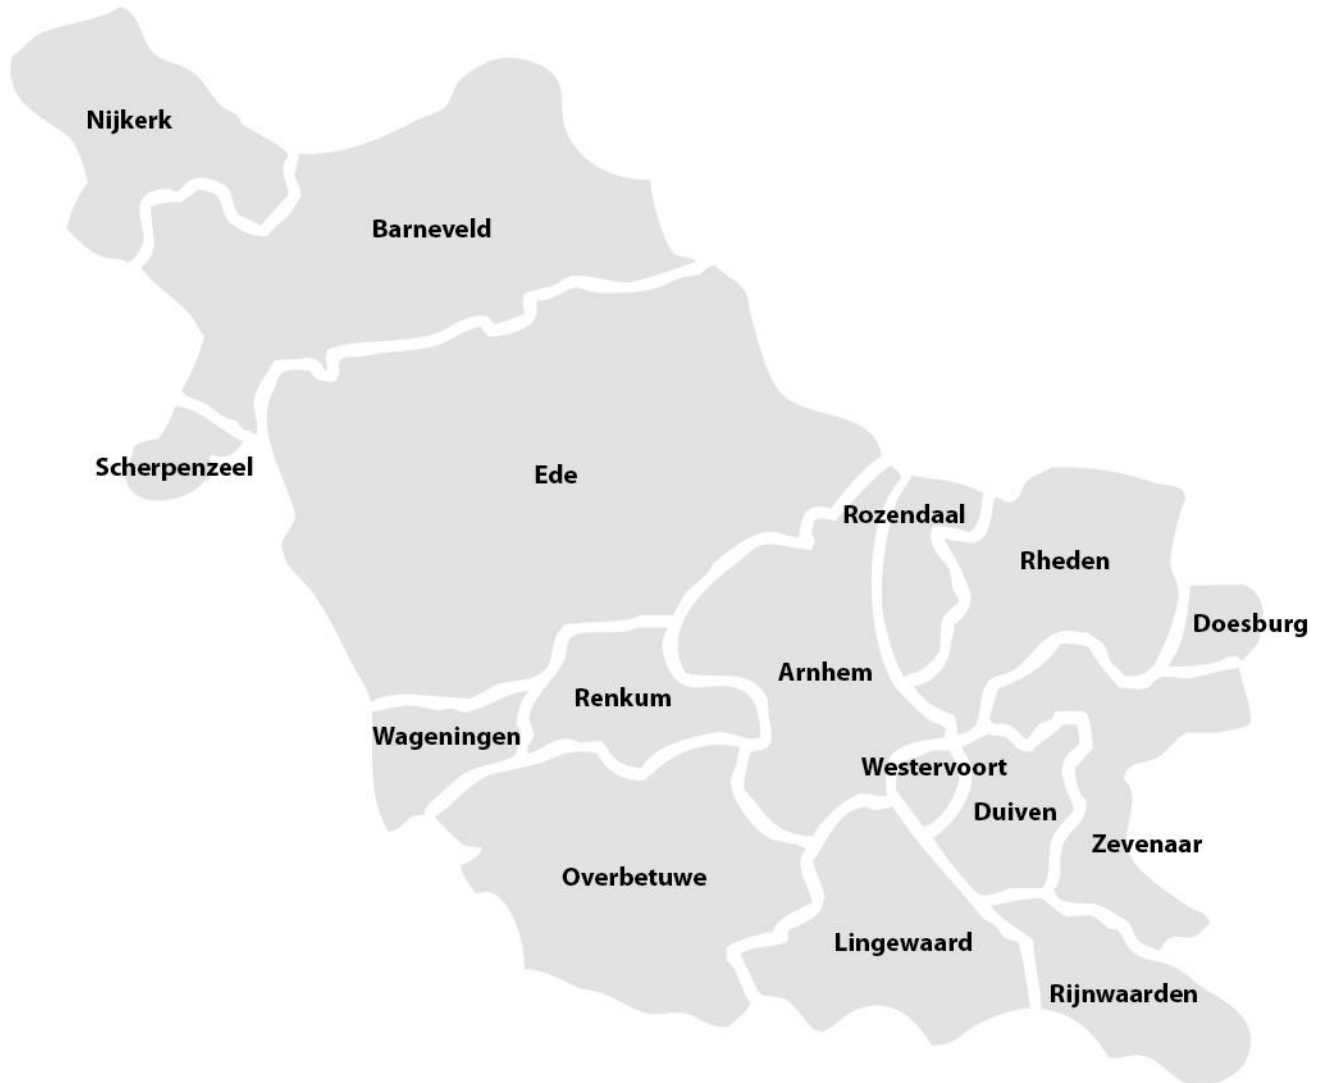 Nijkerk
Barneveld
Scherpenzeel
Ede
Rozendaal
Rheden
Doesburg
Arnhem
Renkum
Wageningen
Westervoort
Duiven
Zevenaar
Overbetuwe
Lingewaard
Rijnwaarden